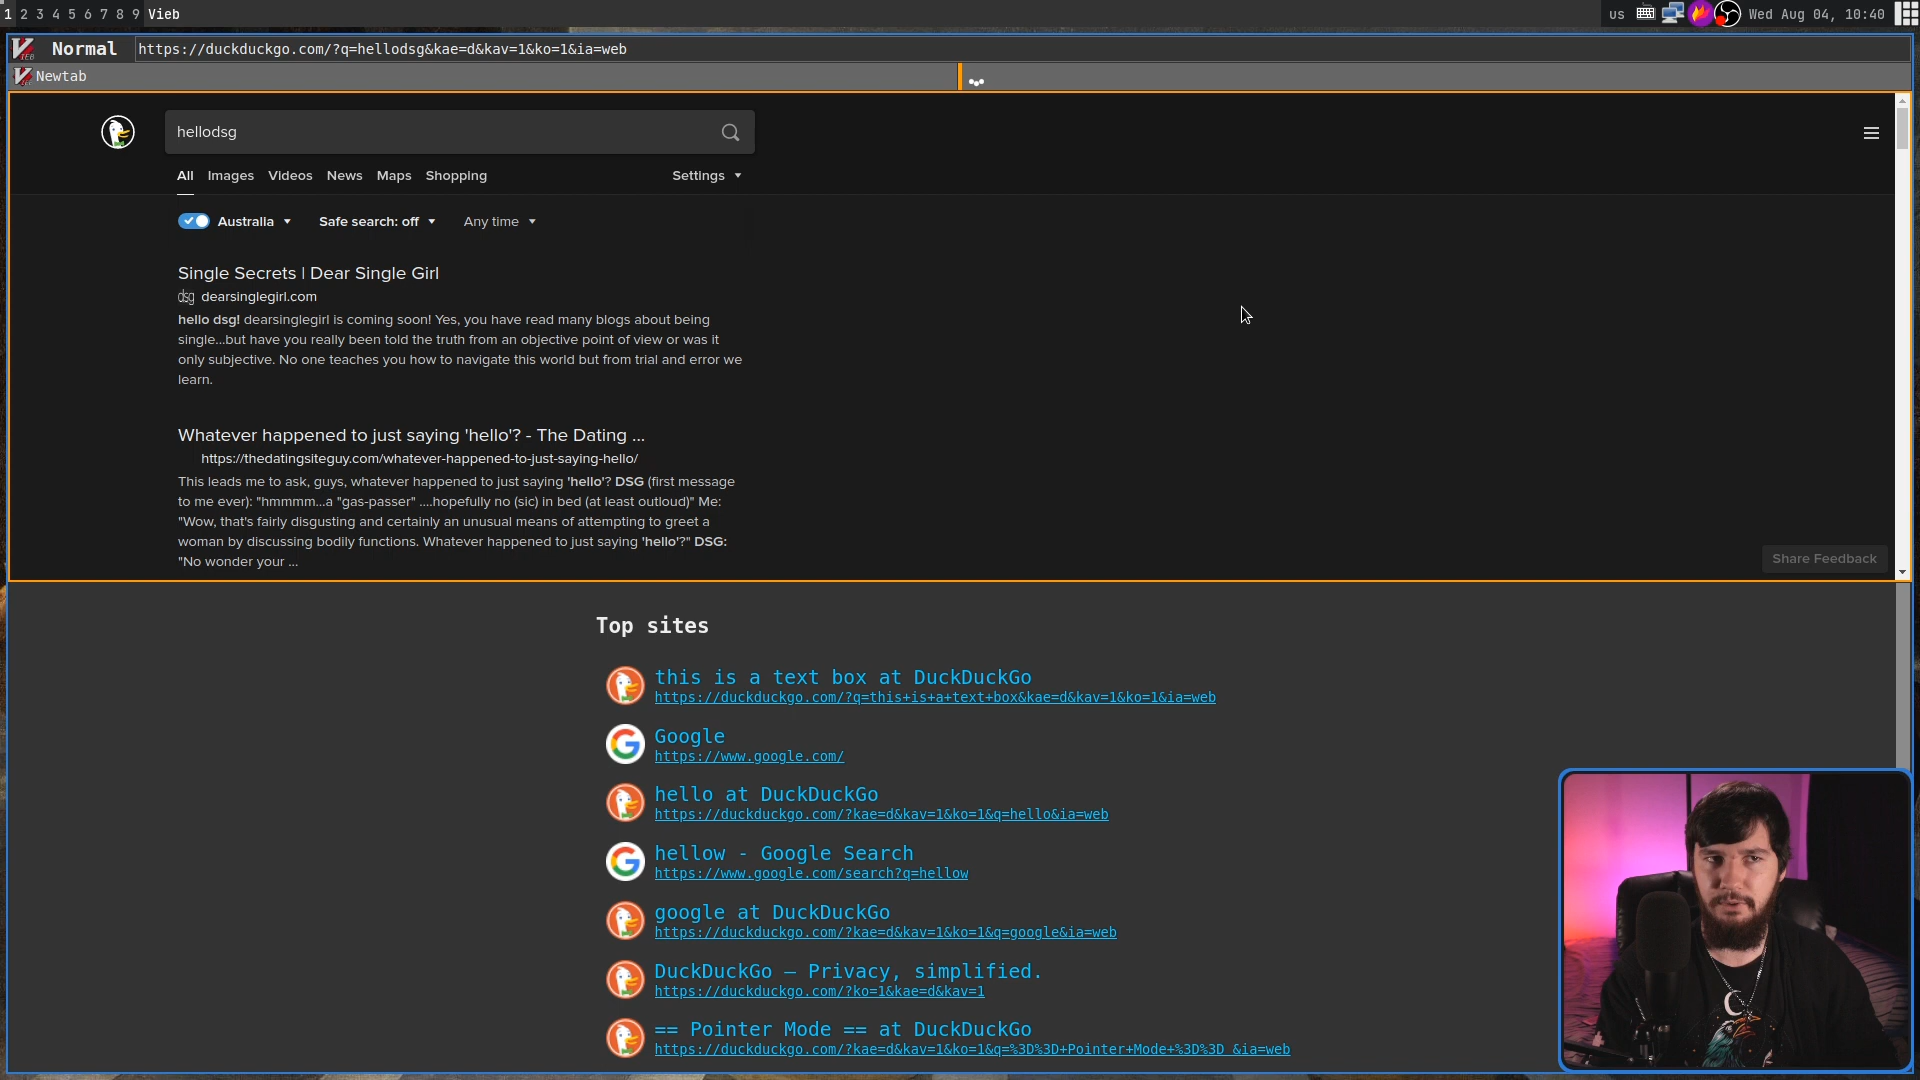 1 2 3 4 5 6 7 8 9 Vieb
us
Wed Aug 04, 10:40
Normal
https://duckduckgo.com/?q=hellodsg&kae=d&kav=1&ko=1&ia=web
Newtab
hellodsg
All Images Videos News Maps Shopping Settings
Australia Safe search: off Any time
Single Secrets | Dear Single Girl
dsg dearsinglegirl.com
hello dsg! dearsinglegirl is coming soon! Yes, you have read many blogs about being
single...but have you really been told the truth from an objective point of view or was it
only subjective. No one teaches you how to navigate this world but from trial and error we
learn.
Whatever happened to just saying 'hello'? - The Dating ...
https://thedatingsiteguy.com/whatever-happened-to-just-saying-hello/
This leads me to ask, guys, whatever happened to just saying 'hello'? DSG (first message
to me ever): "hmmmm...a "gas-passer" ....hopefully no (sic) in bed (at least outloud)" Me:
"Wow, that's fairly disgusting and certainly an unusual means of attempting to greet a
woman by discussing bodily functions. Whatever happened to just saying 'hello'?" DSG:
"No wonder your ...
Share Feedback
Top sites
this is a text box at DuckDuckGo
https://duckduckgo.com/?q=this+is+a+text+box&kae=d&kav=1&ko=1&ia=web
Google
https://www.google.com/
hello at DuckDuckGo
https://duckduckgo.com/?kae=d&kav=1&ko=1&q=hello&ia=web
hellow - Google Search
https://www.google.com/search?q=hellow
google at DuckDuckGo
https://duckduckgo.com/?kae=d&kav=1&ko=1&q=google&ia=web
DuckDuckGo — Privacy, simplified.
https://duckduckgo.com/?ko=1&kae=d&kav=1
== Pointer Mode == at DuckDuckGo
https://duckduckgo.com/?kae=d&kav=1&ko=1&q=%3D%3D+Pointer+Mode+%3D%3D_&ia=web